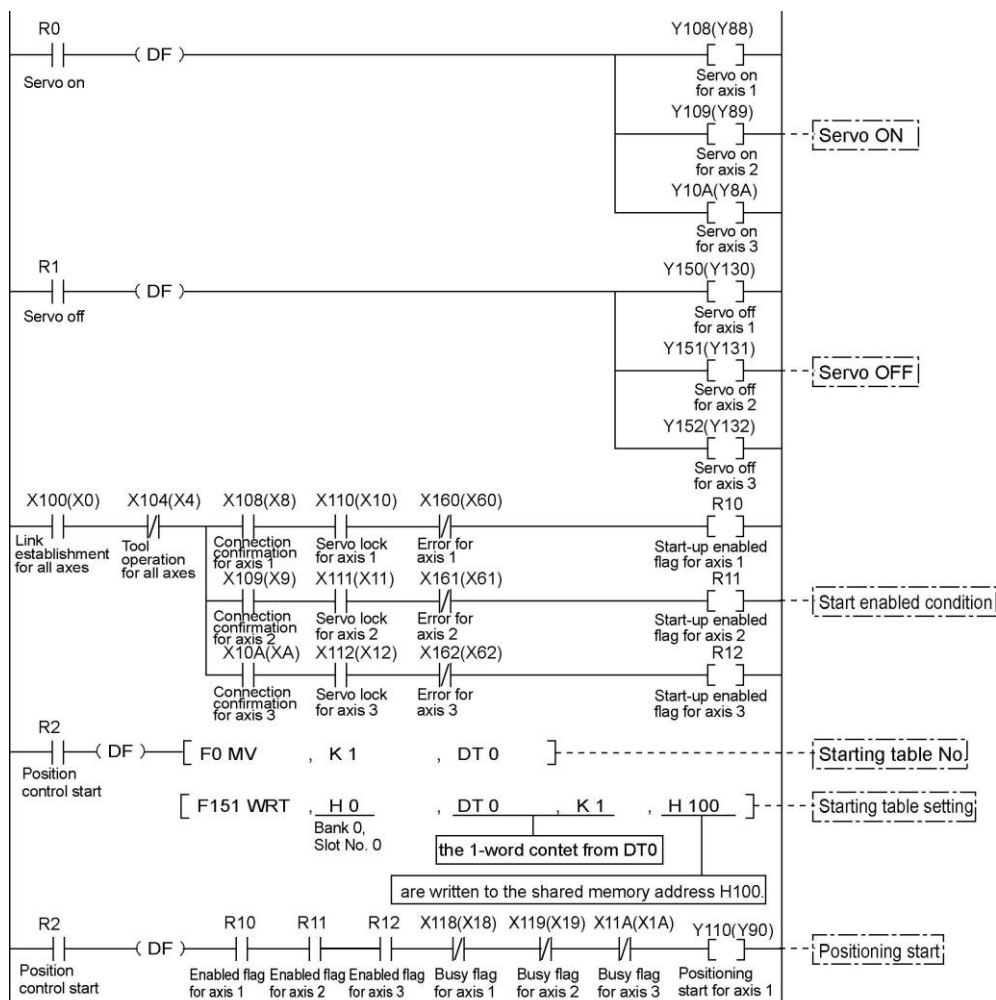 R0
Y108(Y88)
( DF )
Servo on
Servo on
for axis 1
Y109(Y89)
Servo ON
Servo on
for axis 2
Y10A(Y8A)
Servo on
for axis 3
R1
Y150(Y130)
( DF )
Servo off
Servo off
for axis 1
Y151(Y131)
Servo OFF
Servo off
for axis 2
Y152(Y132)
Servo off
for axis 3
X100(X0) X104(X4) X108(X8) X110(X10) X160(X60) R10
Link
establishment
for all axes
Tool
operation
for all axes
Connection
confirmation
for axis 1
Servo lock
for axis 1
Error for
axis 1
Start-up enabled
flag for axis 1
X109(X9) X111(X11) X161(X61) R11
Start enabled condition
Connection
confirmation
for axis 2
Servo lock
for axis 2
Error for
axis 2
Start-up enabled
flag for axis 2
X10A(XA) X112(X12) X162(X62) R12
Connection
confirmation
for axis 3
Servo lock
for axis 3
Error for
axis 3
Start-up enabled
flag for axis 3
R2
( DF ) [ F0 MV , K 1 , DT 0 ] Starting table No.
Position
control start
[ F151 WRT , H 0 , DT 0 , K 1 , H 100 ] Starting table setting
Bank 0,
Slot No. 0
the 1-word contet from DT0
are written to the shared memory address H100.
R2 R10 R11 R12 X118(X18) X119(X19) X11A(X1A) Y110(Y90)
( DF )
Positioning start
Position
control start
Enabled flag
for axis 1
Enabled flag
for axis 2
Enabled flag
for axis 3
Busy flag
for axis 1
Busy flag
for axis 2
Busy flag
for axis 3
Positioning
start for axis 1